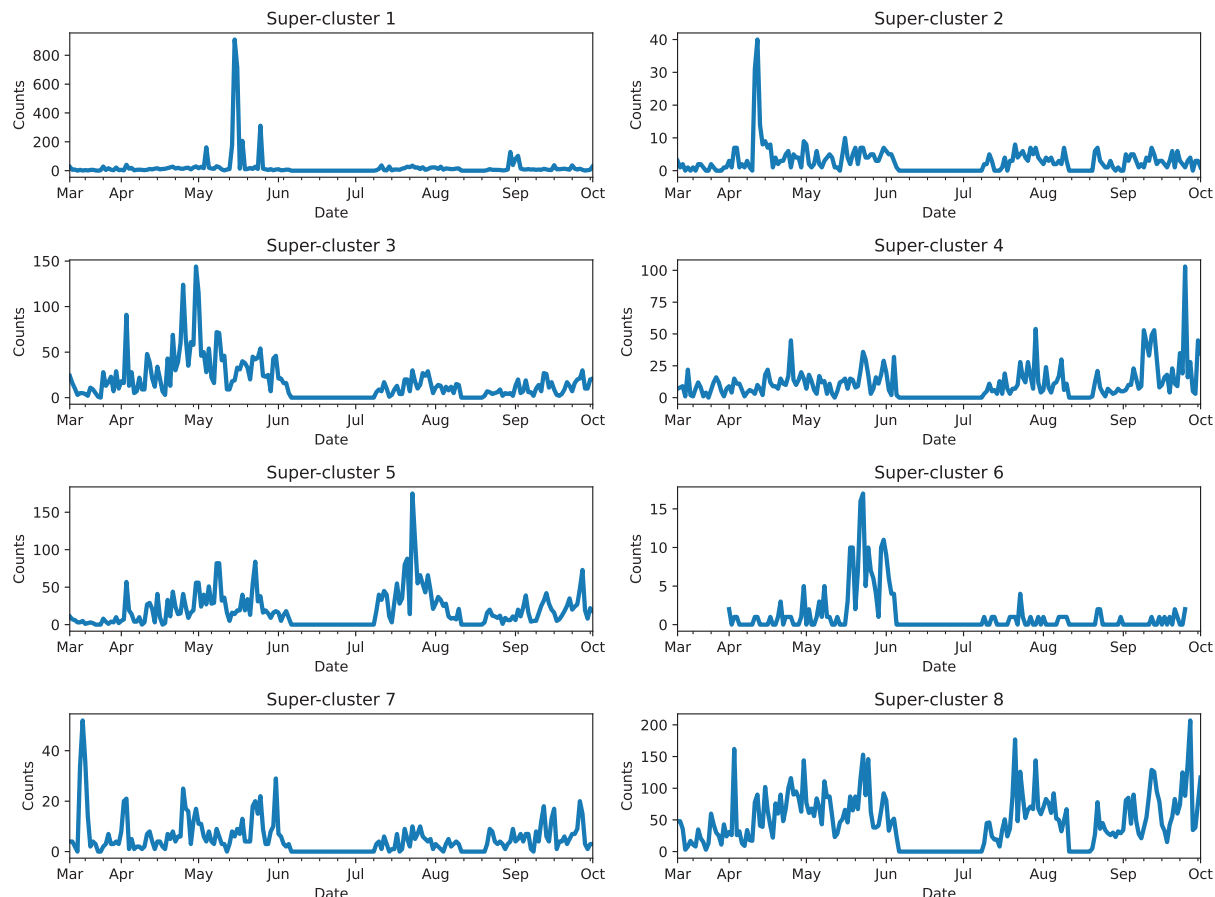 Super-cluster 1
Counts
800
600
400
200
0
Mar Apr May Jun Jul Aug Sep Oct
Date
Super-cluster 2
Counts
40
30
20
10
0
Mar Apr May Jun Jul Aug Sep Oct
Date
Super-cluster 3
Counts
150
100
50
0
Mar Apr May Jun Jul Aug Sep Oct
Date
Super-cluster 4
Counts
100
75
50
25
0
Mar Apr May Jun Jul Aug Sep Oct
Date
Super-cluster 5
Counts
150
100
50
0
Mar Apr May Jun Jul Aug Sep Oct
Date
Super-cluster 6
Counts
15
10
5
0
Mar Apr May Jun Jul Aug Sep Oct
Date
Super-cluster 7
Counts
40
20
0
Mar Apr May Jun Jul Aug Sep Oct
Date
Super-cluster 8
Counts
200
150
100
50
0
Mar Apr May Jun Jul Aug Sep Oct
Date